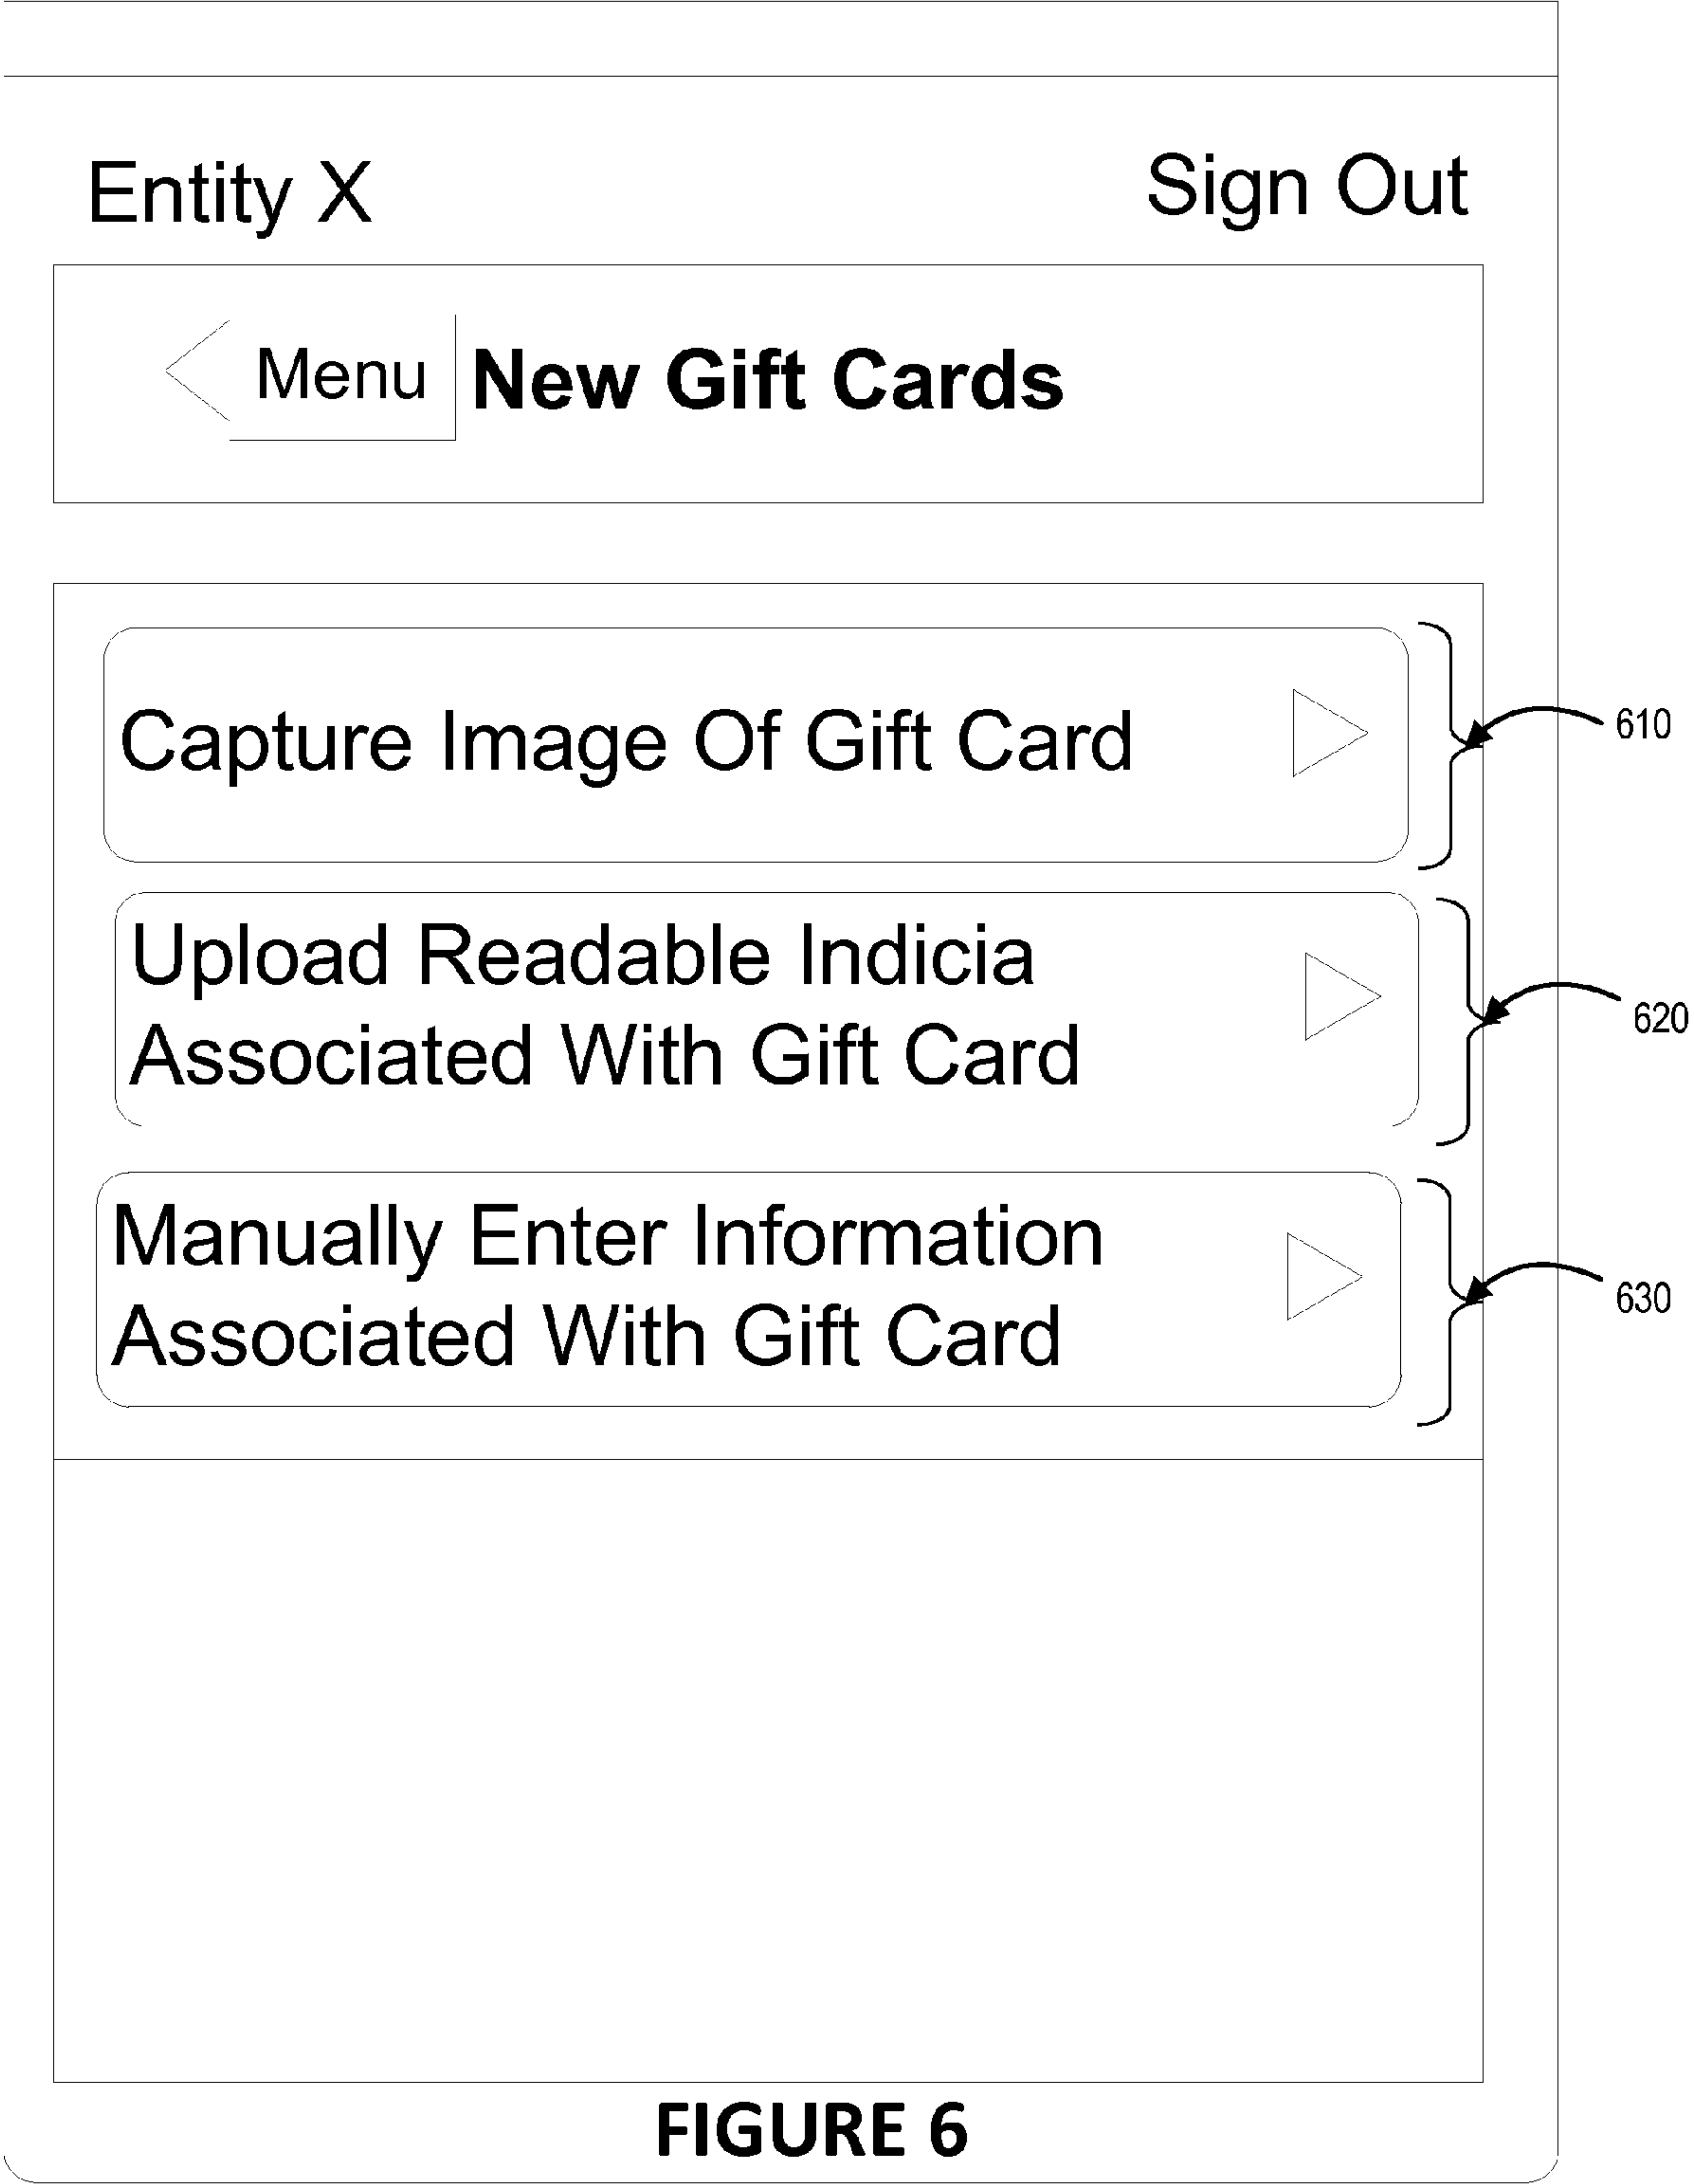 Entity X
Sign Out
Menu
New Gift Cards
Capture Image Of Gift Card
610
Upload Readable Indicia
Associated With Gift Card
620
Manually Enter Information
Associated With Gift Card
630
FIGURE 6